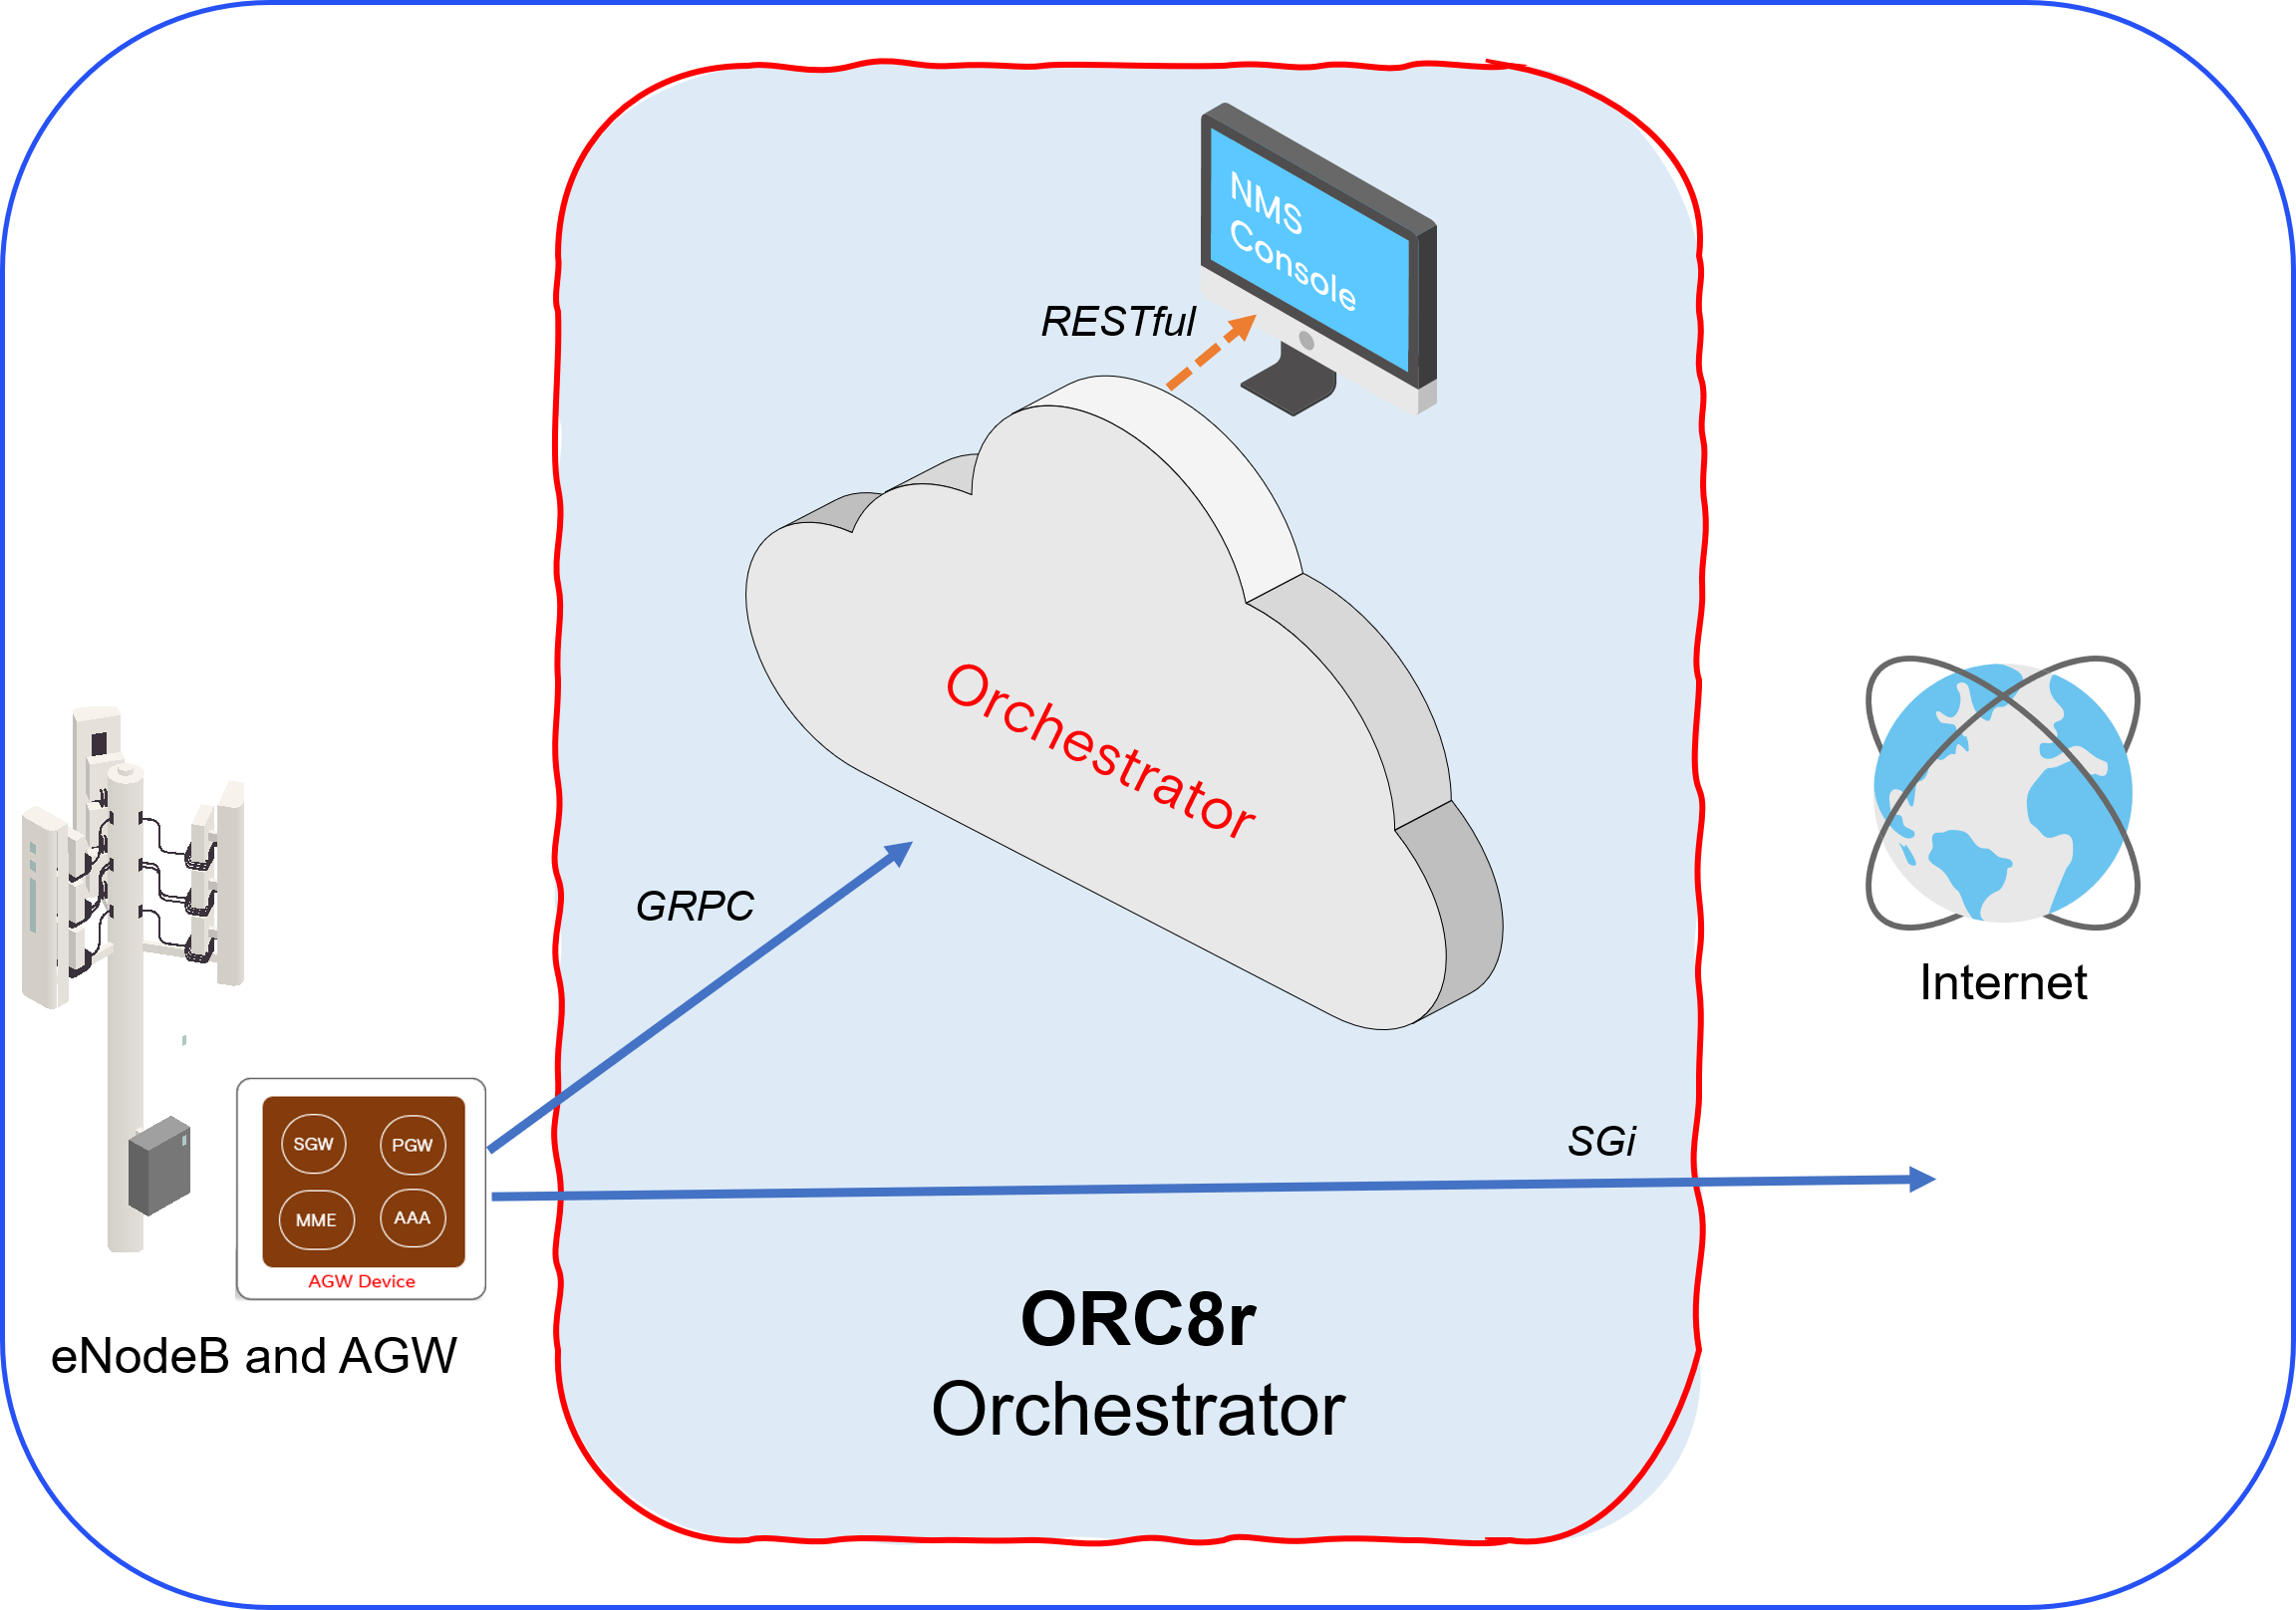 NMS
Console
RESTful
Orchestrator
GRPC
Internet
SGi
SGW
PGW
MME
AAA
AGW Device
eNodeB and AGW
ORC8r
Orchestrator